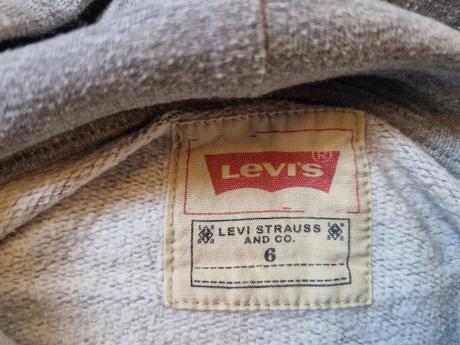 LEVI'S®
LEVI STRAUSS
AND CO.
6